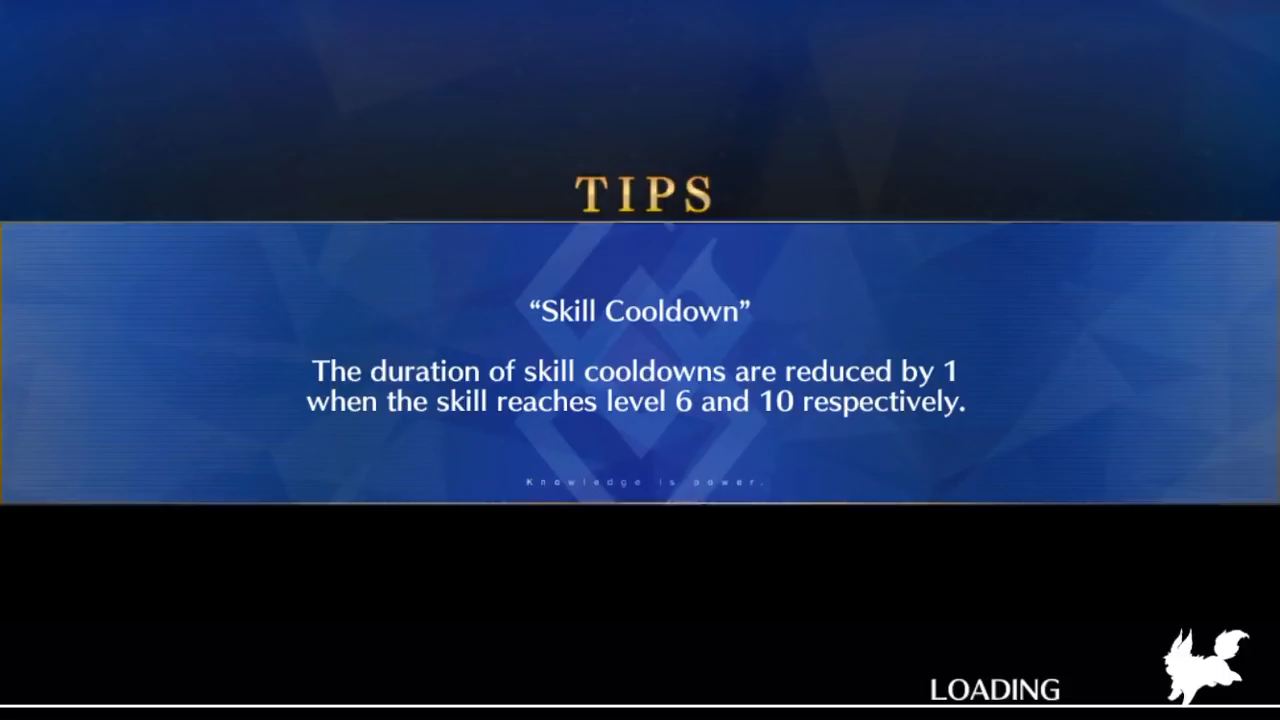 TIPS
“Skill Cooldown”
The duration of skill cooldowns are reduced by 1
when the skill reaches level 6 and 10 respectively.
Knowledge is power.
LOADING